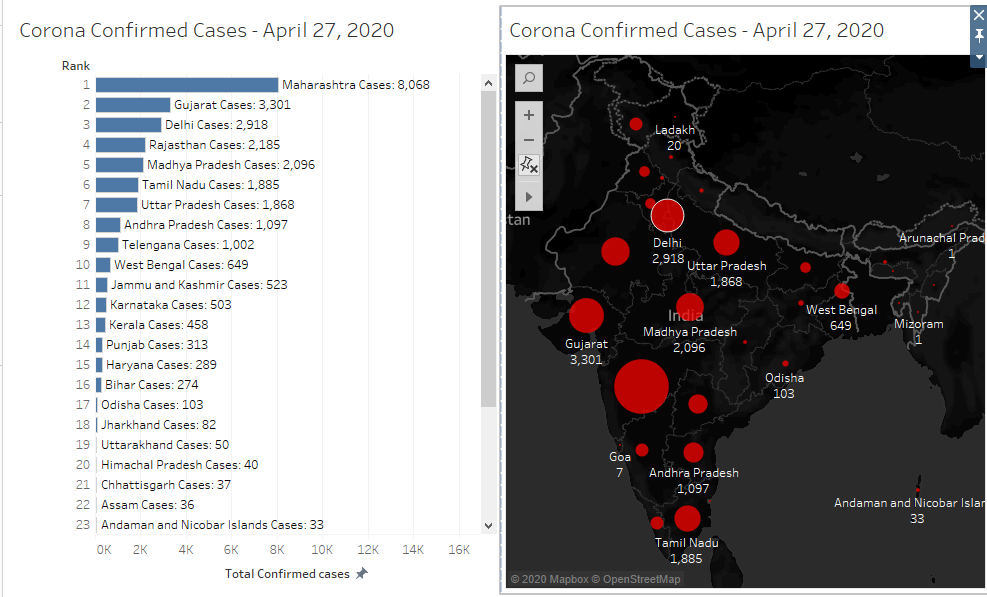 Corona Confirmed Cases - April 27, 2020
Rank
1 Maharashtra Cases: 8,068
2 Gujarat Cases: 3,301
3 Delhi Cases: 2,918
4 Rajasthan Cases: 2,185
5 Madhya Pradesh Cases: 2,096
6 Tamil Nadu Cases: 1,885
7 Uttar Pradesh Cases: 1,868
8 Andhra Pradesh Cases: 1,097
9 Telengana Cases: 1,002
10 West Bengal Cases: 649
11 Jammu and Kashmir Cases: 523
12 Karnataka Cases: 503
13 Kerala Cases: 458
14 Punjab Cases: 313
15 Haryana Cases: 289
16 Bihar Cases: 274
17 Odisha Cases: 103
18 Jharkhand Cases: 82
19 Uttarakhand Cases: 50
20 Himachal Pradesh Cases: 40
21 Chhattisgarh Cases: 37
22 Assam Cases: 36
23 Andaman and Nicobar Islands Cases: 33
0K 2K 4K 6K 8K 10K 12K 14K 16K
Total Confirmed cases
Corona Confirmed Cases - April 27, 2020
Ladakh
20
tan
Delhi
2,918
Uttar Pradesh
1,868
Arunachal Prad
1
India
Madhya Pradesh
2,096
West Bengal
649
Mizoram
1
Gujarat
3,301
Odisha
103
Goa
7
Andhra Pradesh
1,097
Andaman and Nicobar Islar
33
Tamil Nadu
1,885
© 2020 Mapbox © OpenStreetMap